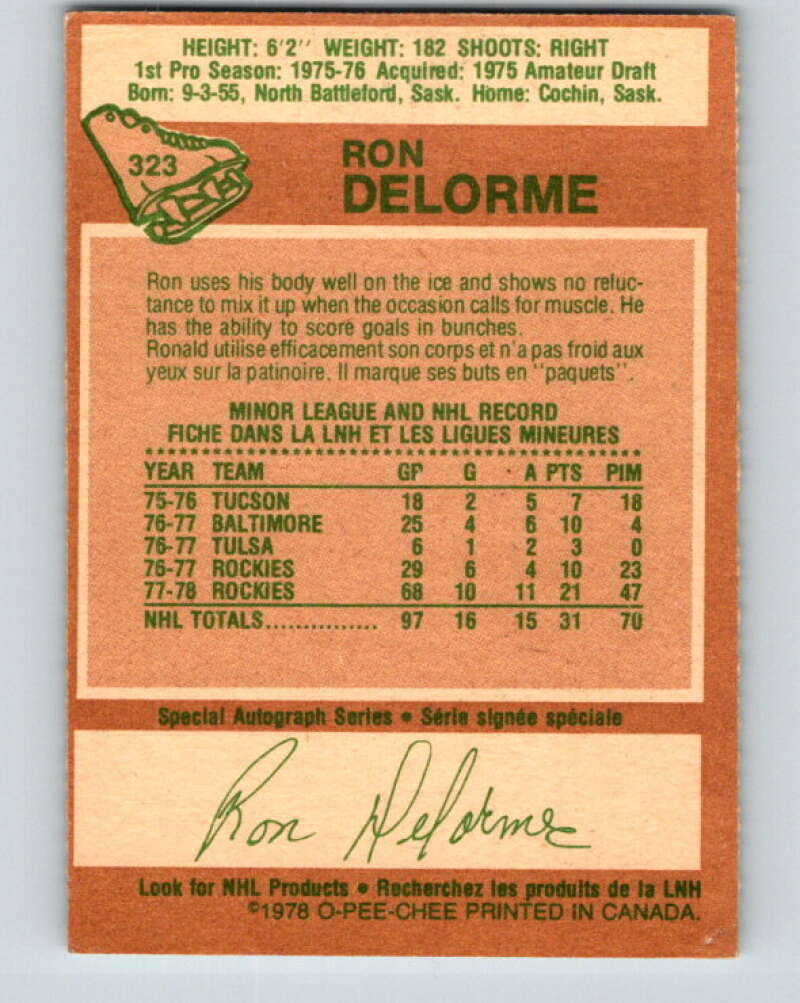 HEIGHT: 6'2'' WEIGHT: 182 SHOOTS: RIGHT
1st Pro Season: 1975-76 Acquired: 1975 Amateur Draft
Born: 9-3-55, North Battleford, Sask. Home: Cochin, Sask.
323
RON
DELORME
Ron uses his body well on the ice and shows no reluc-
tance to mix it up when the occasion calls for muscle. He
has the ability to score goals in bunches.
Ronald utilise efficacement son corps et n'a pas froid aux
yeux sur la patinoire. Il marque ses buts en ''paquets''.
MINOR LEAGUE AND NHL RECORD
FICHE DANS LA LNH ET LES LIGUES MINEURES
YEAR TEAM GP G A PTS PIM
75-76 TUCSON 18 2 5 7 18
76-77 BALTIMORE 25 4 6 10 4
76-77 TULSA 6 1 2 3 0
76-77 ROCKIES 29 6 4 10 23
77-78 ROCKIES 68 10 11 21 47
NHL TOTALS............... 97 16 15 31 70
Special Autograph Series • Série signée spéciale
Ron Delorme
Look for NHL Products • Recherchez les produits de la LNH
©1978 O-PEE-CHEE PRINTED IN CANADA.